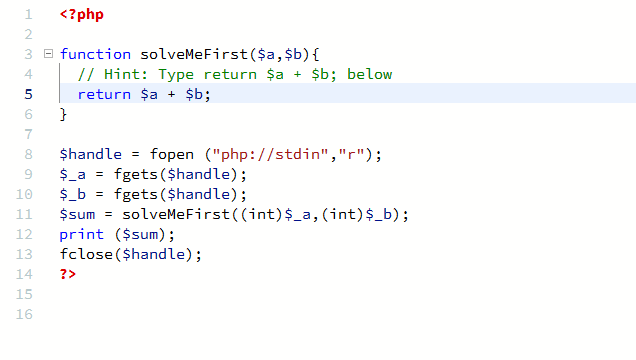 1 <?php
2
3 function solveMeFirst($a,$b){
4 // Hint: Type return $a + $b; below
5 return $a + $b;
6 }
7
8 $handle = fopen ("php://stdin","r");
9 $_a = fgets($handle);
10 $_b = fgets($handle);
11 $sum = solveMeFirst((int)$_a,(int)$_b);
12 print ($sum);
13 fclose($handle);
14 ?>
15
16